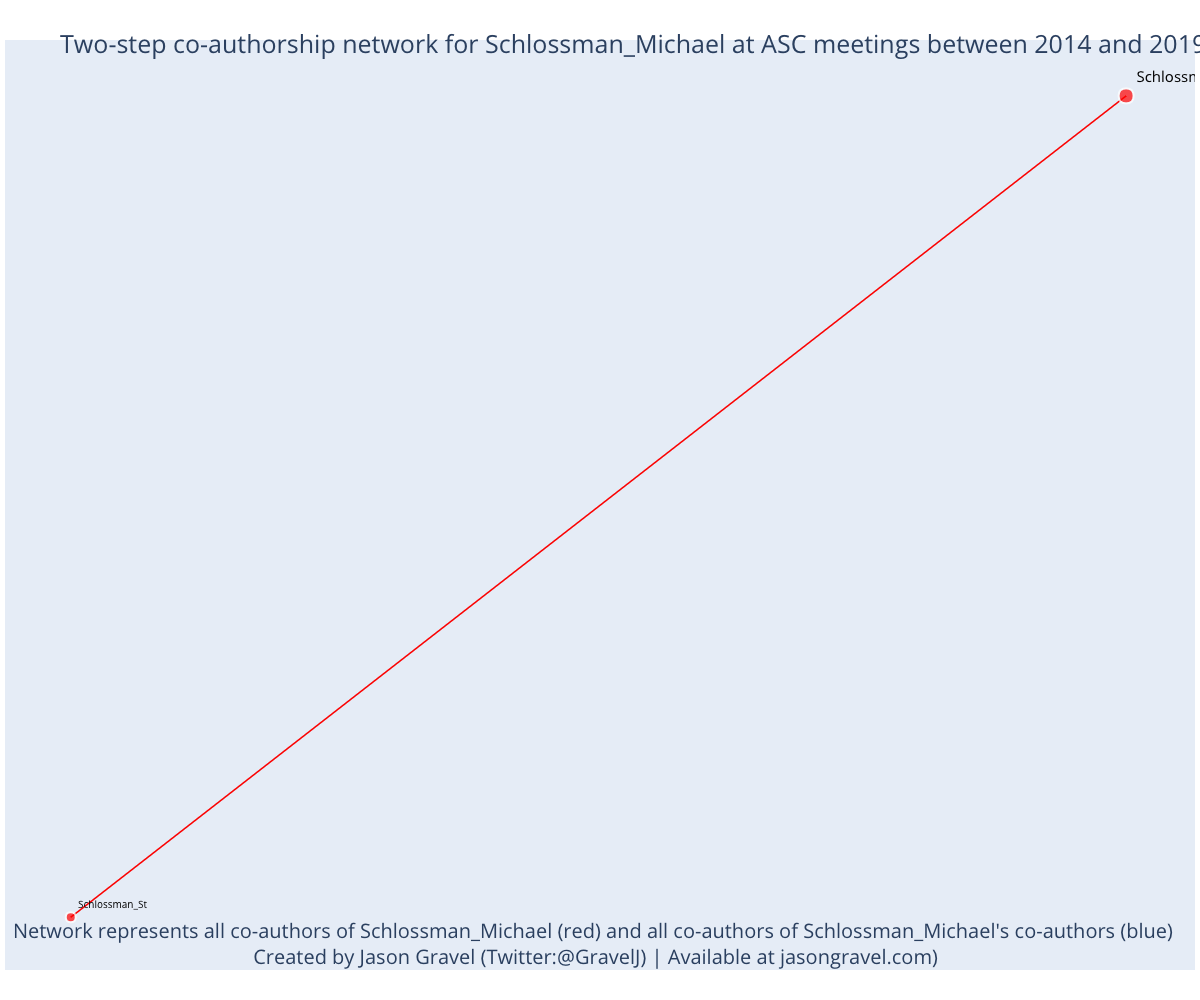 Two-step co-authorship network for Schlossman_Michael at ASC meetings between 2014 and 2019
Schlossm
Schlossman_St
Network represents all co-authors of Schlossman_Michael (red) and all co-authors of Schlossman_Michael's co-authors (blue)
Created by Jason Gravel (Twitter:@GravelJ) | Available at jasongravel.com)